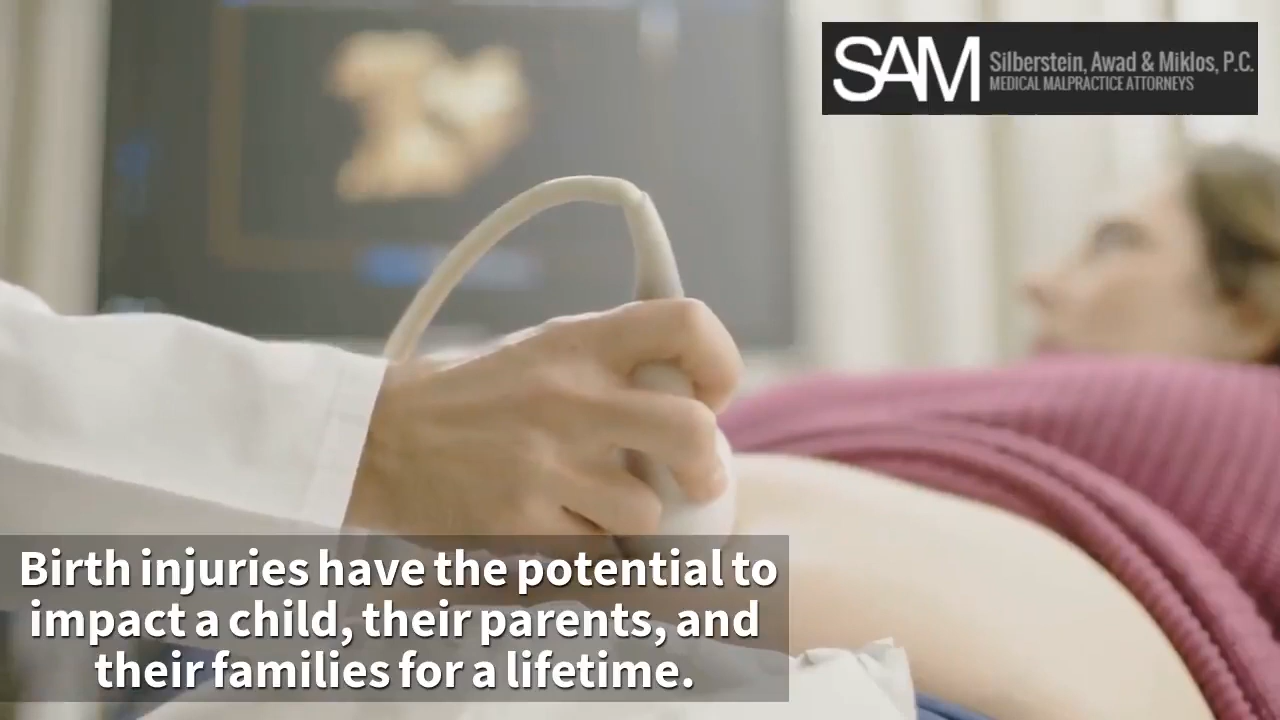 SAM
Silberstein, Awad & Miklos, P.C.
MEDICAL MALPRACTICE ATTORNEYS
Birth injuries have the potential to
impact a child, their parents, and
their families for a lifetime.